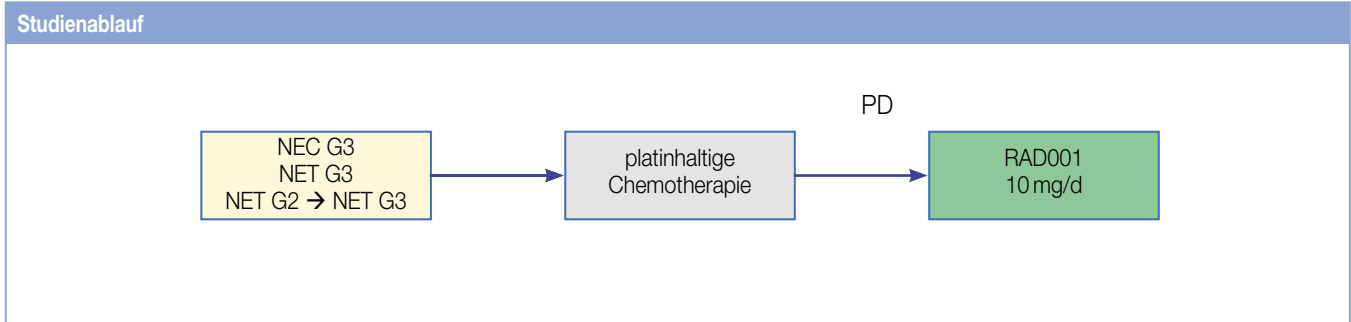 Studienablauf
NEC G3
NET G3
NET G2 → NET G3
platinhaltige
Chemotherapie
PD
RAD001
10 mg/d